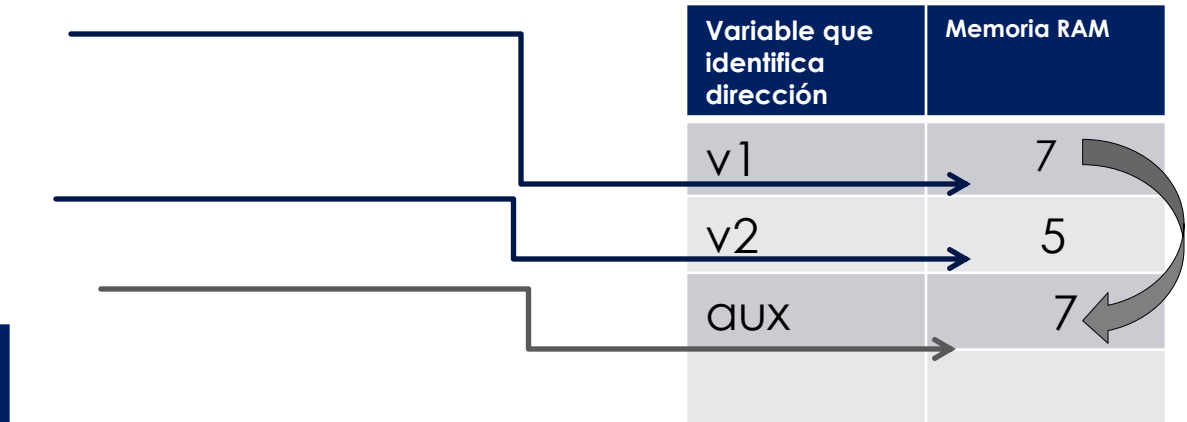 Variable que
identifica
dirección
Memoria RAM
v1
7
v2
5
aux
7